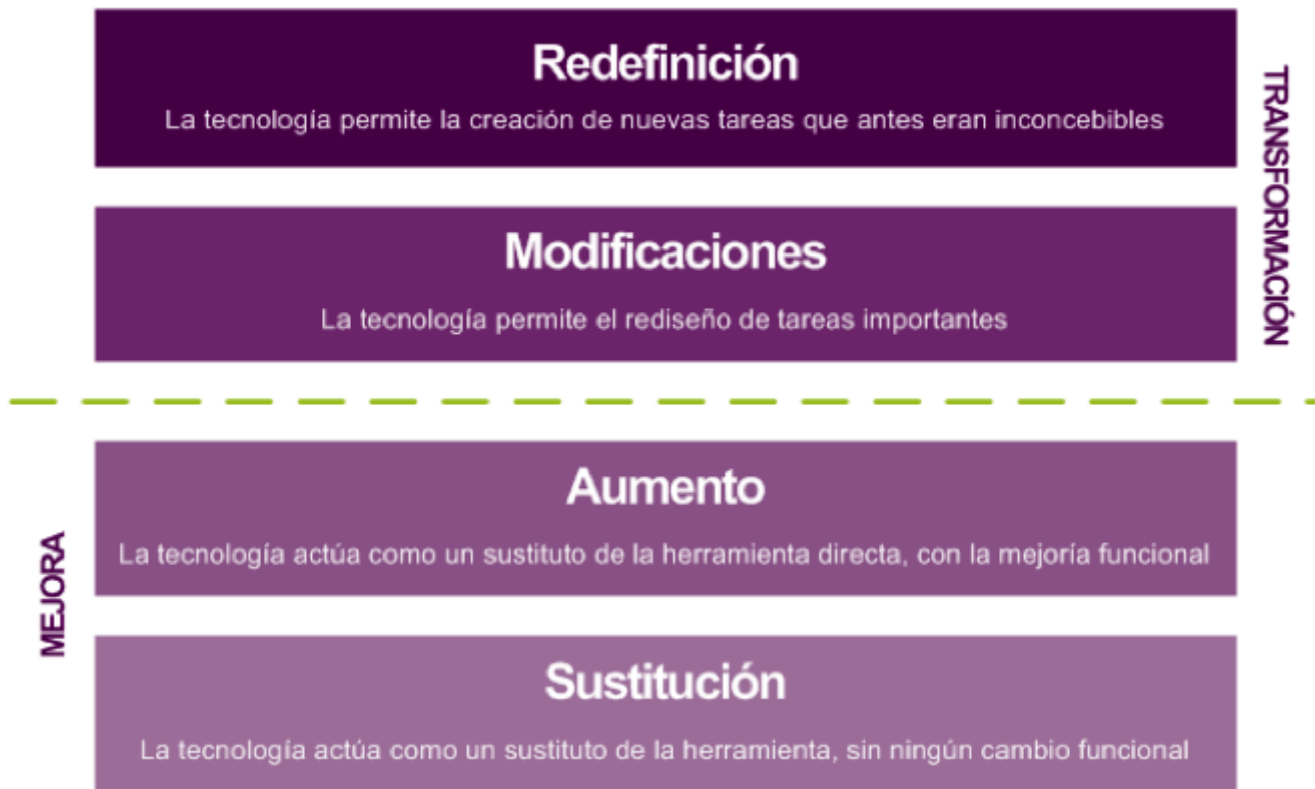 Redefinición
La tecnología permite la creación de nuevas tareas que antes eran inconcebibles
TRANSFORMACIÓN
Modificaciones
La tecnología permite el rediseño de tareas importantes
Aumento
La tecnología actúa como un sustituto de la herramienta directa, con la mejoría funcional
MEJORA
Sustitución
La tecnología actúa como un sustituto de la herramienta, sin ningún cambio funcional